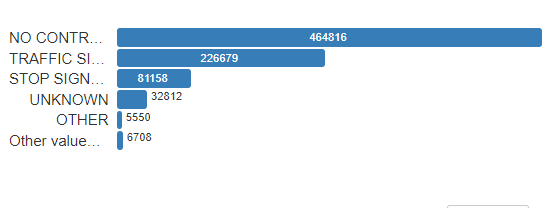 NO CONTR... 464816
TRAFFIC SI... 226679
STOP SIGN... 81158
UNKNOWN 32812
OTHER 5550
Other value... 6708